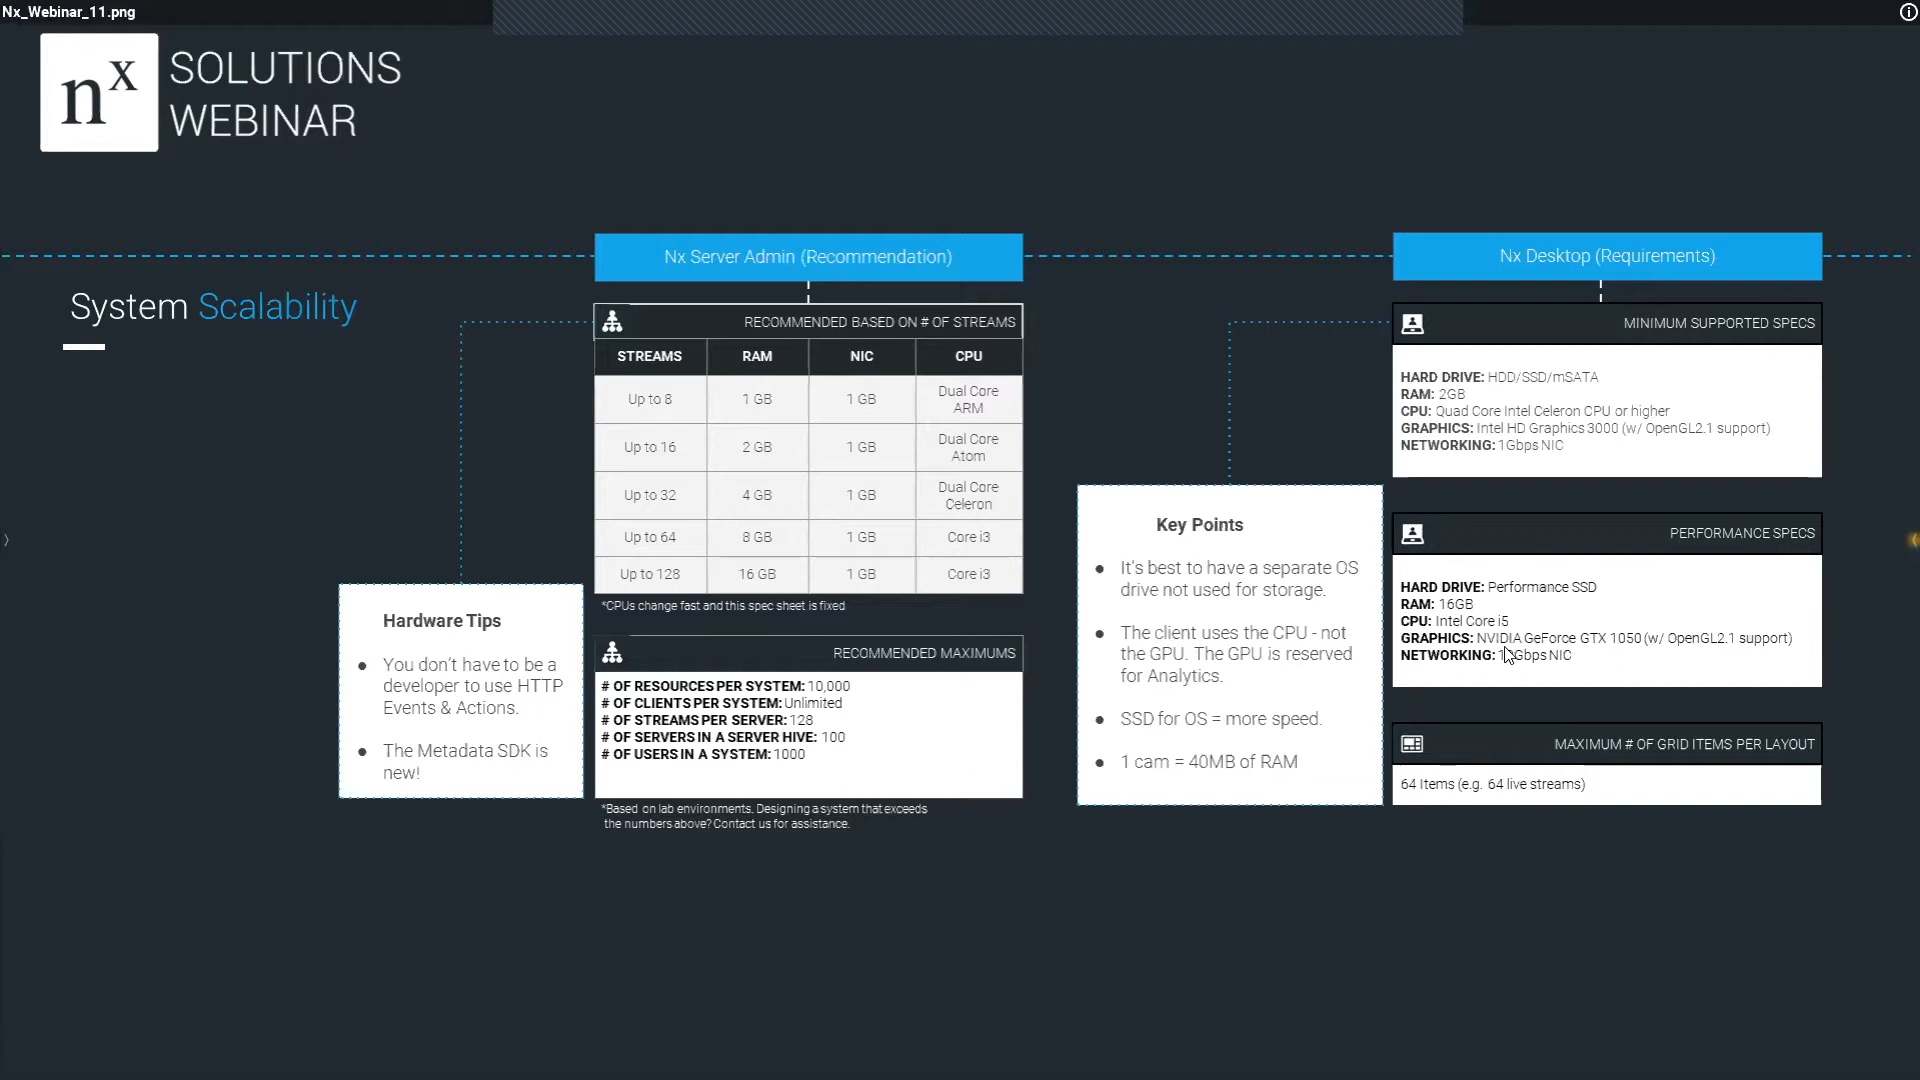 Nx_Webinar_11.png
nx SOLUTIONS
WEBINAR
System Scalability
Nx Server Admin (Recommendation)
RECOMMENDED BASED ON # OF STREAMS
STREAMS RAM NIC CPU
Up to 8 1 GB 1 GB Dual Core
ARM
Up to 16 2 GB 1 GB Dual Core
Atom
Up to 32 4 GB 1 GB Dual Core
Celeron
Up to 64 8 GB 1 GB Core i3
Up to 128 16 GB 1 GB Core i3
*CPUs change fast and this spec sheet is fixed
Hardware Tips
● You don't have to be a
developer to use HTTP
Events & Actions.
● The Metadata SDK is
new!
RECOMMENDED MAXIMUMS
# OF RESOURCES PER SYSTEM: 10,000
# OF CLIENTS PER SYSTEM: Unlimited
# OF STREAMS PER SERVER: 128
# OF SERVERS IN A SERVER HIVE: 100
# OF USERS IN A SYSTEM: 1000
*Based on lab environments. Designing a system that exceeds
the numbers above? Contact us for assistance.
Nx Desktop (Requirements)
MINIMUM SUPPORTED SPECS
HARD DRIVE: HDD/SSD/mSATA
RAM: 2GB
CPU: Quad Core Intel Celeron CPU or higher
GRAPHICS: Intel HD Graphics 3000 (w/ OpenGL2.1 support)
NETWORKING: 1Gbps NIC
Key Points
● It's best to have a separate OS
drive not used for storage.
● The client uses the CPU - not
the GPU. The GPU is reserved
for Analytics.
● SSD for OS = more speed.
● 1 cam = 40MB of RAM
PERFORMANCE SPECS
HARD DRIVE: Performance SSD
RAM: 16GB
CPU: Intel Core i5
GRAPHICS: NVIDIA GeForce GTX 1050 (w/ OpenGL2.1 support)
NETWORKING: NIC
MAXIMUM # OF GRID ITEMS PER LAYOUT
64 Items (e.g. 64 live streams)